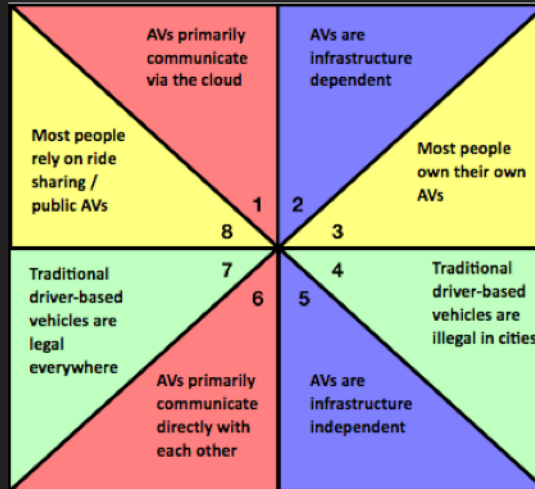 AVs primarily
communicate
via the cloud
AVs are
infrastructure
dependent
Most people
rely on ride
sharing /
public AVs
Most people
own their own
AVs
1
2
8
3
7
4
6
5
Traditional
driver-based
vehicles are
legal
everywhere
Traditional
driver-based
vehicles are
illegal in cities
AVs primarily
communicate
directly with
each other
AVs are
infrastructure
independent